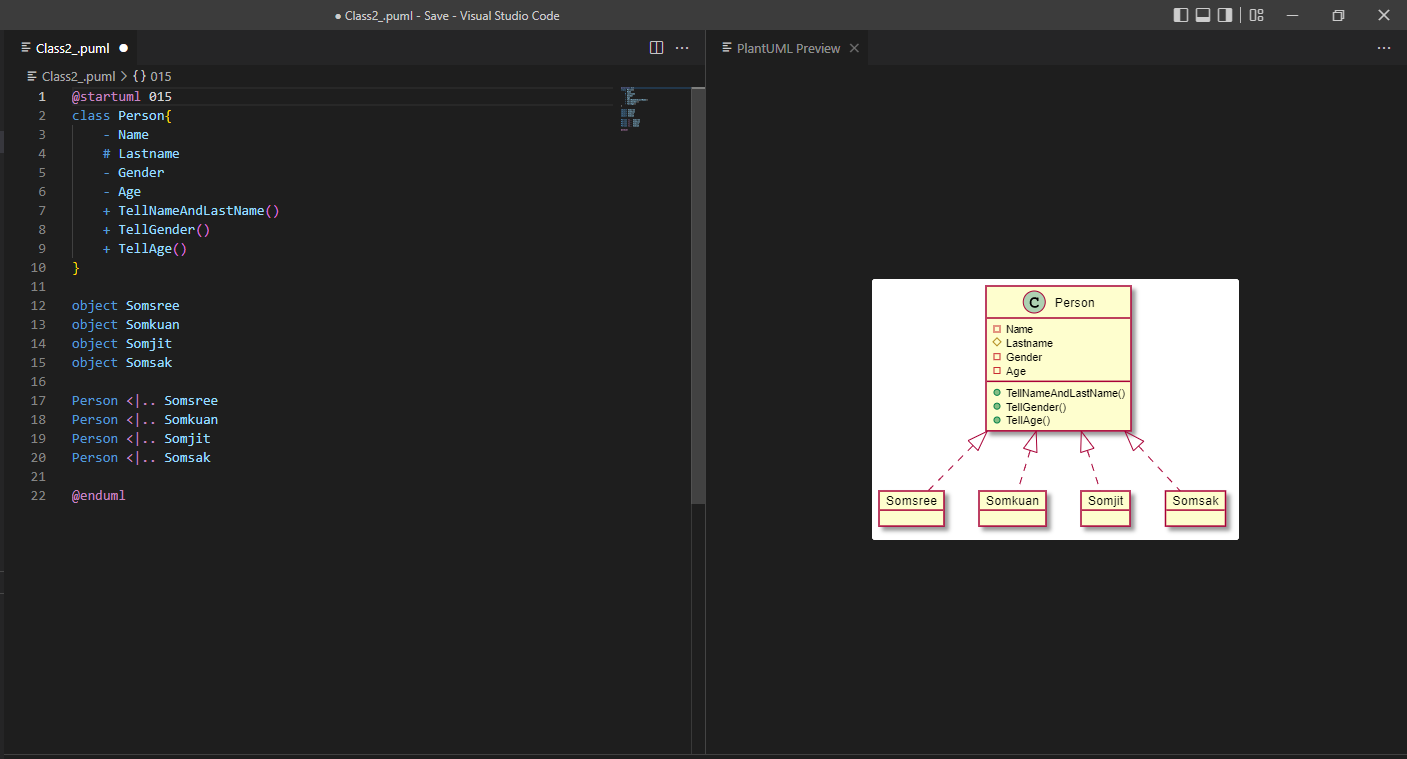 ● Class2_.puml - Save - Visual Studio Code
Class2_.puml ●
PlantUML Preview
Class2_.puml > {} 015
1 @startuml 015
2 class Person{
3 - Name
4 # Lastname
5 - Gender
6 - Age
7 + TellNameAndLastName()
8 + TellGender()
9 + TellAge()
10 }
11
12 object Somsree
13 object Somkuan
14 object Somjit
15 object Somsak
16
17 Person <|.. Somsree
18 Person <|.. Somkuan
19 Person <|.. Somjit
20 Person <|.. Somsak
21
22 @enduml
C Person
Name
Lastname
Gender
Age
TellNameAndLastName()
TellGender()
TellAge()
Somsree Somkuan Somjit Somsak